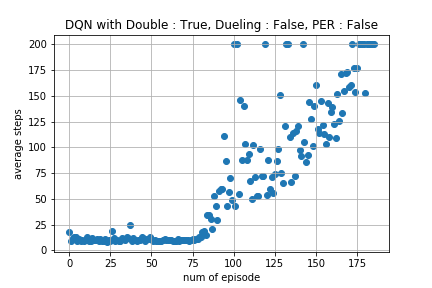 DQN with Double : True, Dueling : False, PER : False
200
175
150
125
100
75
50
25
0
average steps
0 25 50 75 100 125 150 175
num of episode